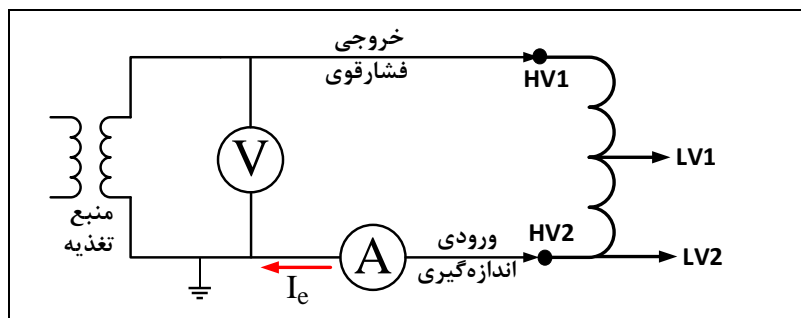 خروجی
فشارقوی
HV1
V
LV1
منبع
تغذیه
ورودی
اندازه‌گیری
HV2
A
LV2
Ie